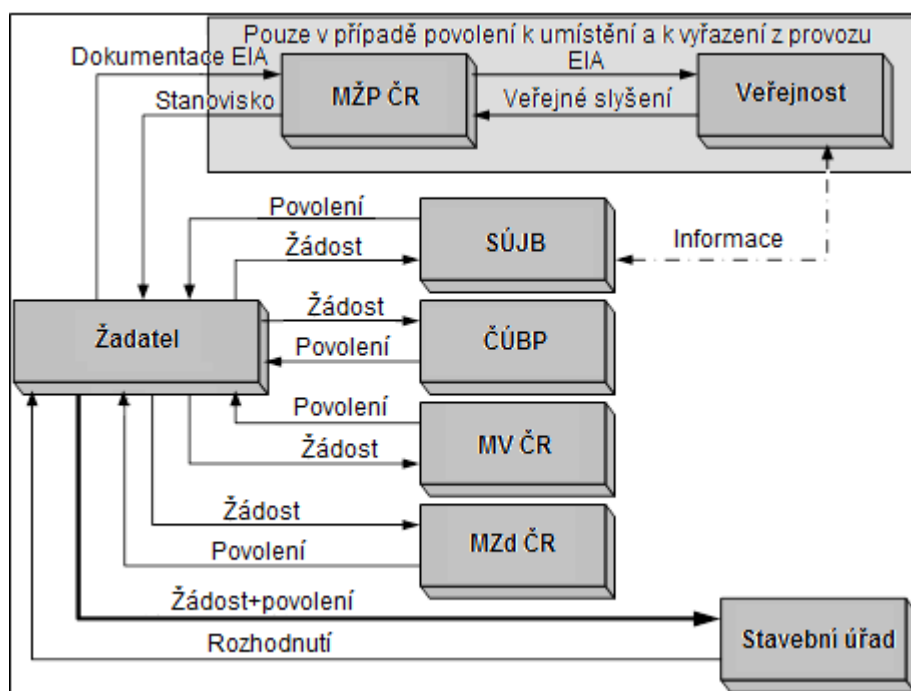 Pouze v případě povolení k umístění a k vyřazení z provozu
Dokumentace EIA
EIA
MŽP ČR
Veřejnost
Stanovisko
Veřejné slyšení
Povolení
SÚJB
Informace
Žádost
Žadatel
Žádost
ČÚBP
Povolení
Povolení
MV ČR
Žádost
Žádost
MZd ČR
Povolení
Žádost+povolení
Stavební úřad
Rozhodnutí